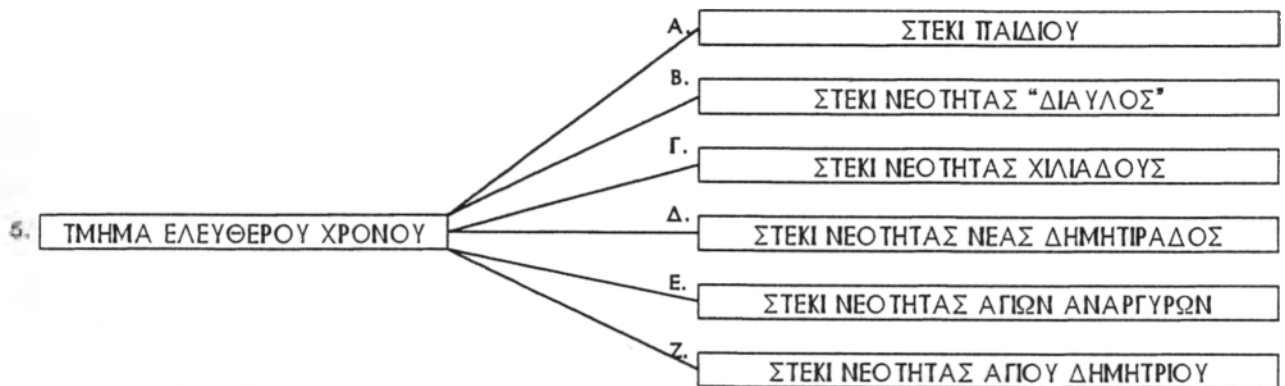 Α. ΣΤΕΚΙ ΠΑΙΔΙΟΥ
Β. ΣΤΕΚΙ ΝΕΟΤΗΤΑΣ "ΔΙΑΥΛΟΣ"
Γ. ΣΤΕΚΙ ΝΕΟΤΗΤΑΣ ΧΙΛΙΑΔΟΥΣ
5. ΤΜΗΜΑ ΕΛΕΥΘΕΡΟΥ ΧΡΟΝΟΥ
Δ. ΣΤΕΚΙ ΝΕΟΤΗΤΑΣ ΝΕΑΣ ΔΗΜΗΤΙΡΑΔΟΣ
Ε. ΣΤΕΚΙ ΝΕΟΤΗΤΑΣ ΑΓΙΩΝ ΑΝΑΡΓΥΡΩΝ
Ζ. ΣΤΕΚΙ ΝΕΟΤΗΤΑΣ ΑΓΙΟΥ ΔΗΜΗΤΡΙΟΥ